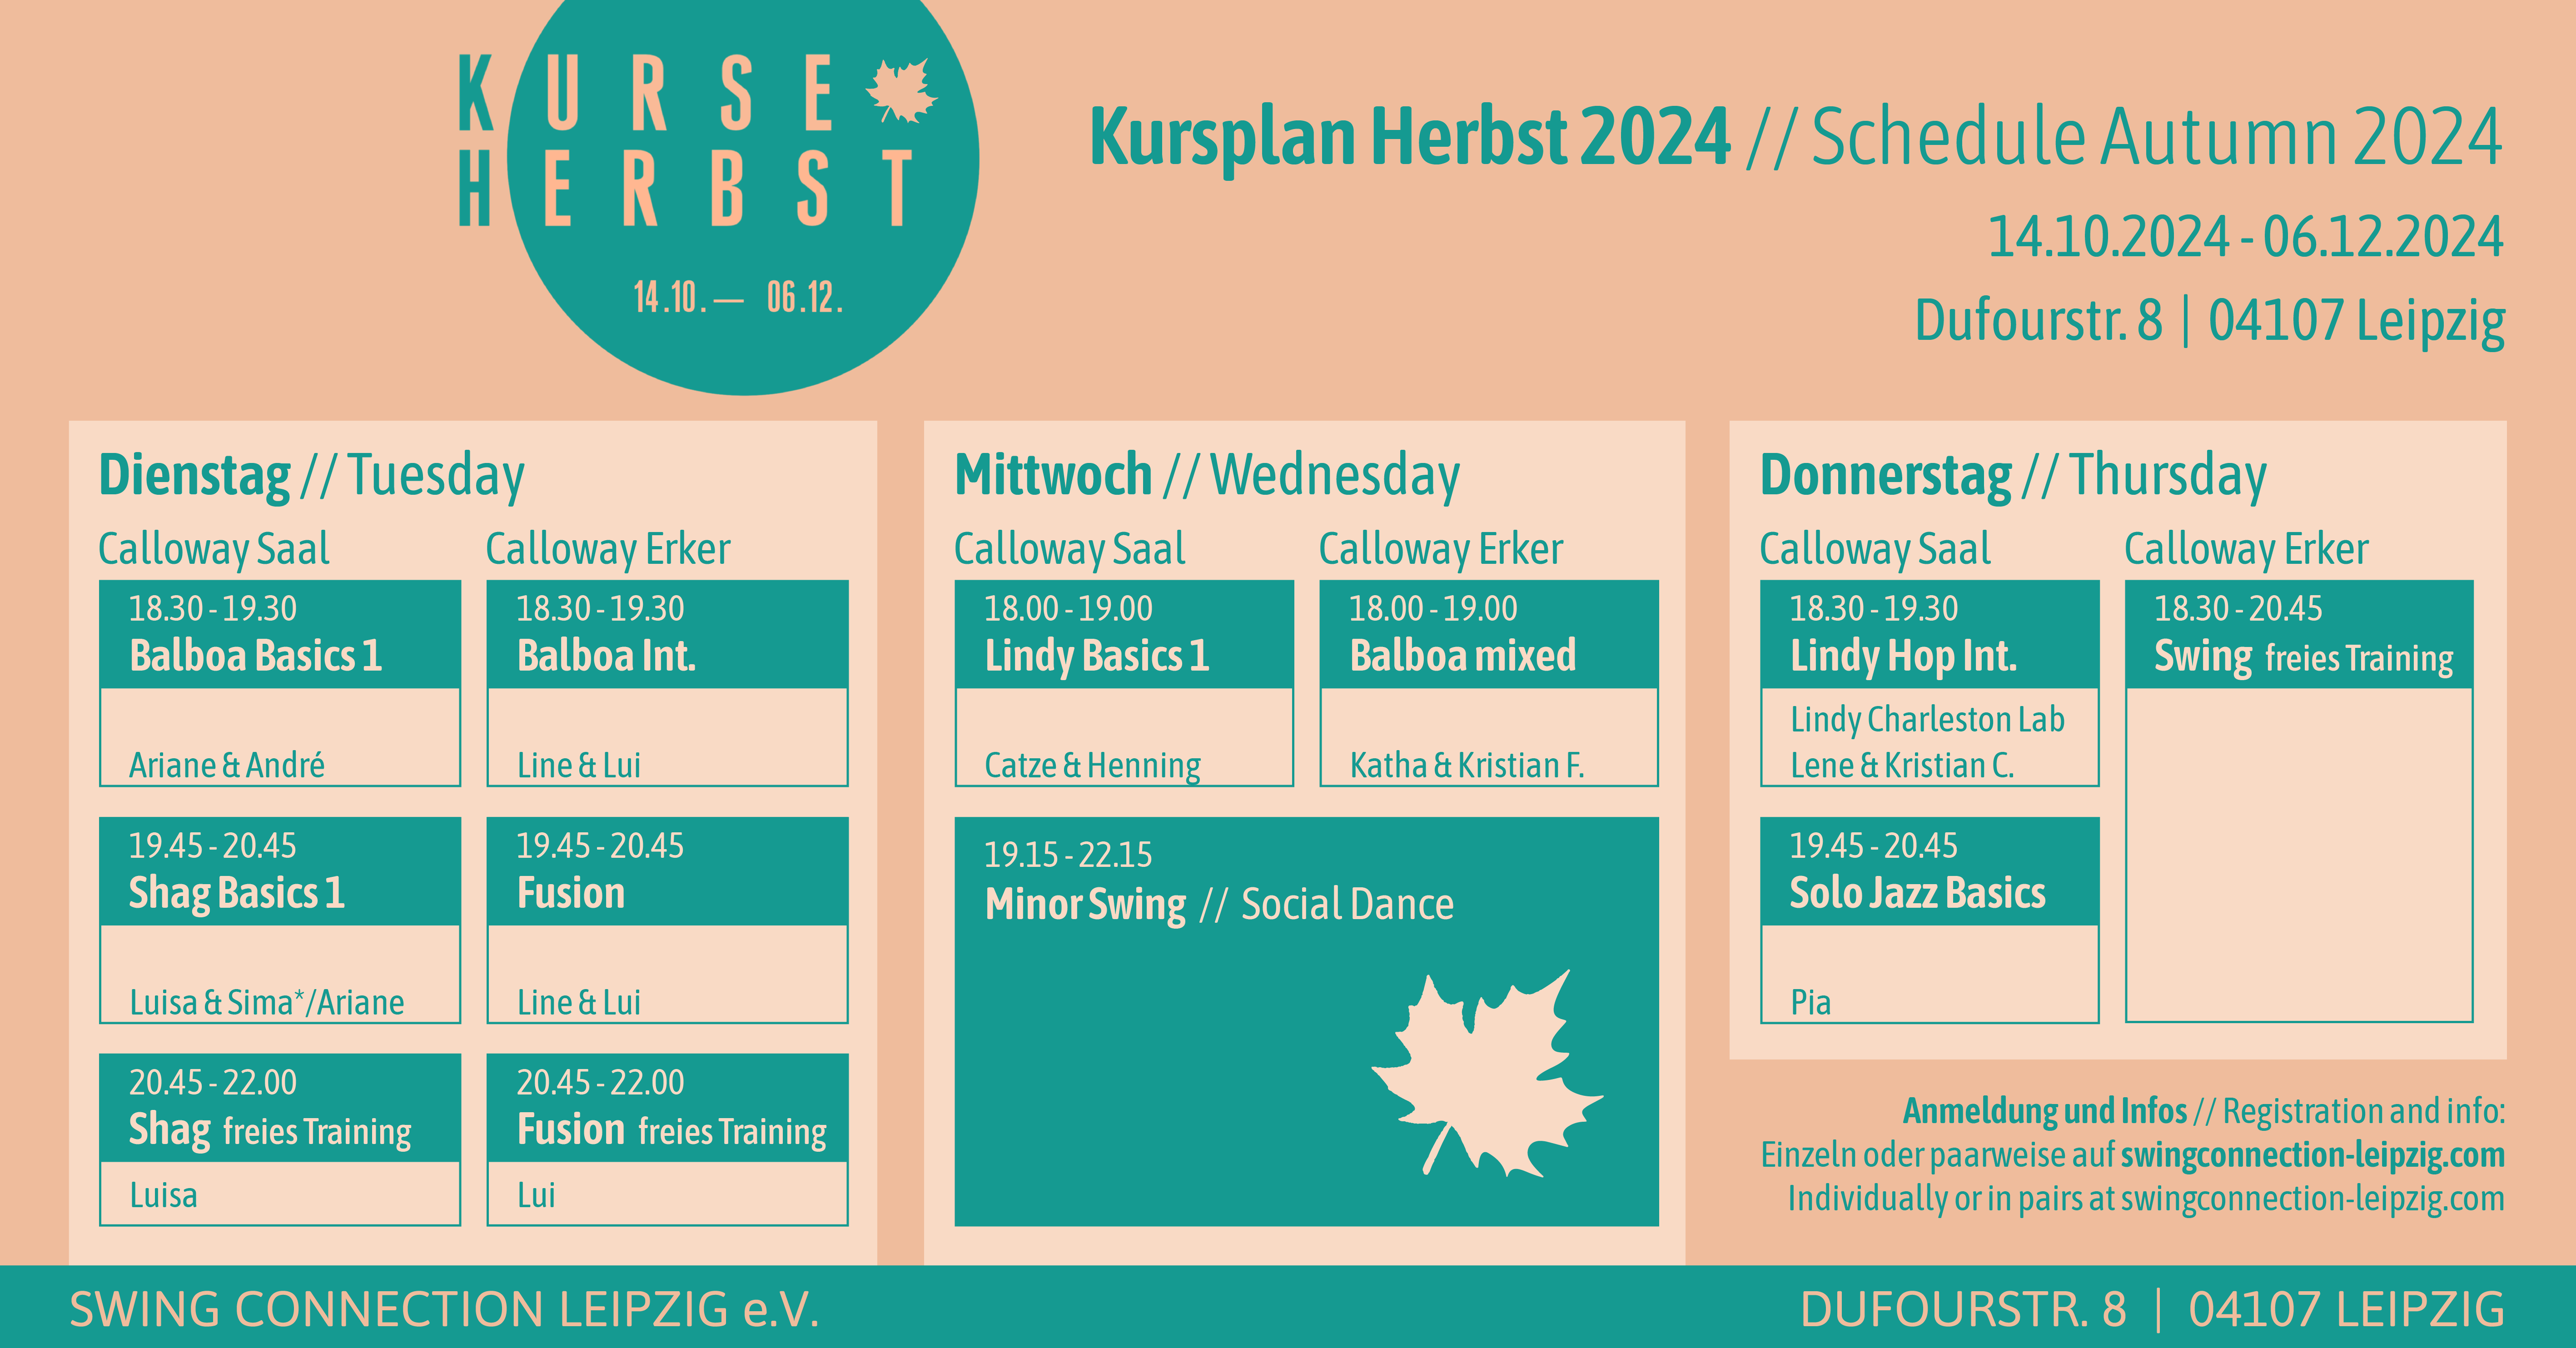 KURSE
HERBST
14.10. — 06.12.
Kursplan Herbst 2024 // Schedule Autumn 2024
14.10.2024 - 06.12.2024
Dufourstr. 8 | 04107 Leipzig
Dienstag // Tuesday
Calloway Saal
18.30 - 19.30
Balboa Basics 1
Ariane & André
19.45 - 20.45
Shag Basics 1
Luisa & Sima*/Ariane
20.45 - 22.00
Shag freies Training
Luisa
Calloway Erker
18.30 - 19.30
Balboa Int.
Line & Lui
19.45 - 20.45
Fusion
Line & Lui
20.45 - 22.00
Fusion freies Training
Lui
Mittwoch // Wednesday
Calloway Saal
18.00 - 19.00
Lindy Basics 1
Catze & Henning
Calloway Erker
18.00 - 19.00
Balboa mixed
Katha & Kristian F.
19.15 - 22.15
Minor Swing // Social Dance
Donnerstag // Thursday
Calloway Saal
18.30 - 19.30
Lindy Hop Int.
Lindy Charleston Lab
Lene & Kristian C.
19.45 - 20.45
Solo Jazz Basics
Pia
Calloway Erker
18.30 - 20.45
Swing freies Training
Anmeldung und Infos // Registration and info:
Einzeln oder paarweise auf swingconnection-leipzig.com
Individually or in pairs at swingconnection-leipzig.com
SWING CONNECTION LEIPZIG e.V.
DUFOURSTR. 8 | 04107 LEIPZIG